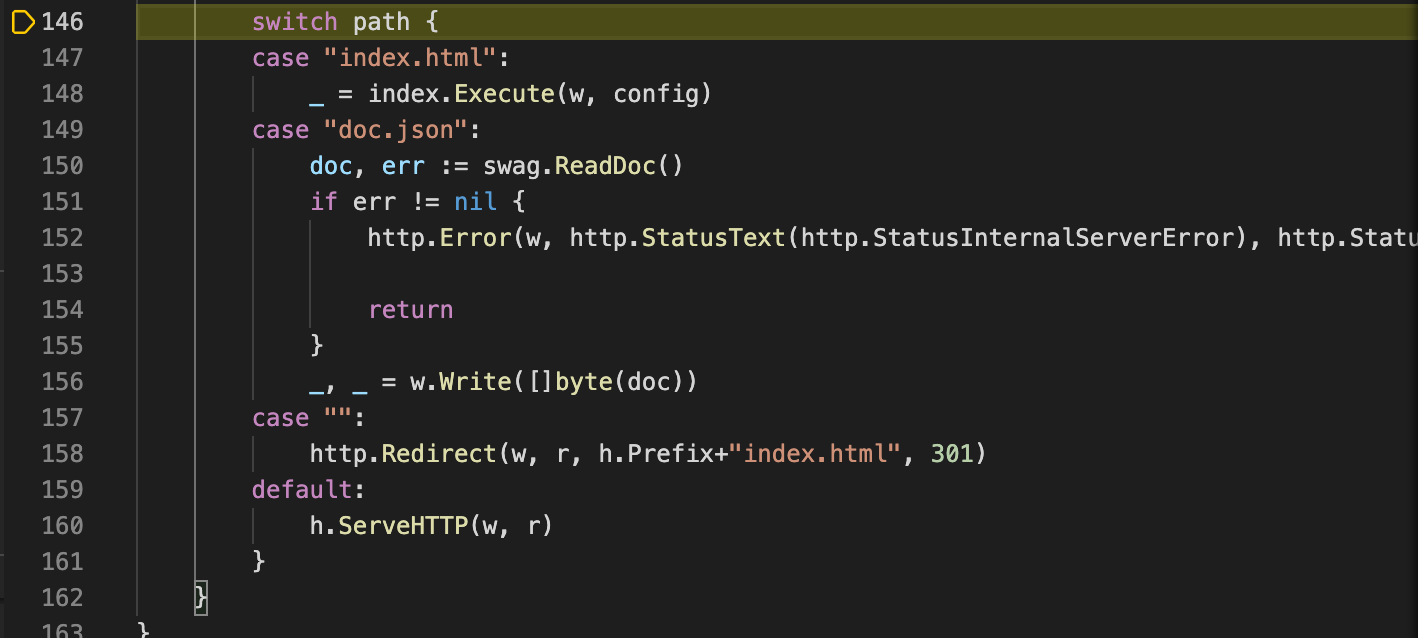 146 switch path {
147 case "index.html":
148 _ = index.Execute(w, config)
149 case "doc.json":
150 doc, err := swag.ReadDoc()
151 if err != nil {
152 http.Error(w, http.StatusText(http.StatusInternalServerError), http.Statu
153
154 return
155 }
156 _, _ = w.Write([]byte(doc))
157 case "":
158 http.Redirect(w, r, h.Prefix+"index.html", 301)
159 default:
160 h.ServeHTTP(w, r)
161 }
162 }
163 }